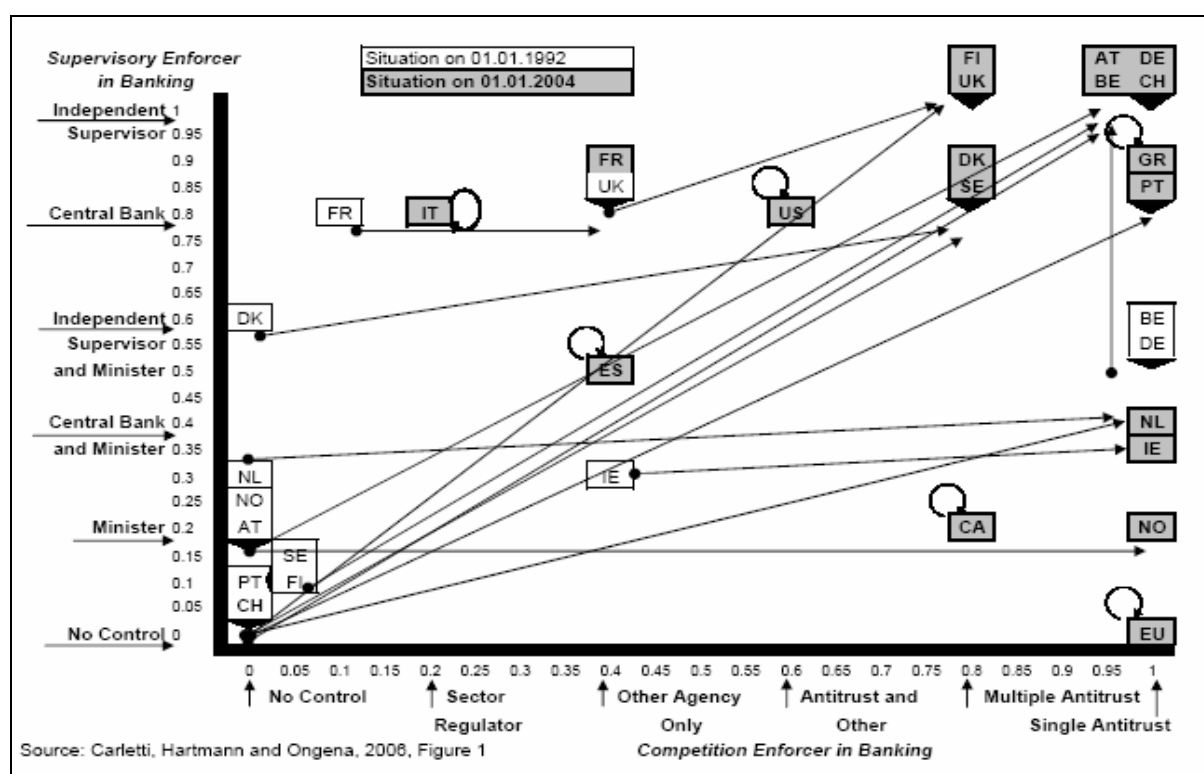 Supervisory Enforcer
in Banking
Situation on 01.01.1992
Situation on 01.01.2004
FI
UK
AT DE
BE CH
Independent 1
Supervisor 0.95
0.9
0.85
Central Bank 0.8
0.75
0.7
0.65
Independent 0.6
Supervisor 0.55
and Minister 0.5
0.45
Central Bank 0.4
and Minister 0.35
0.3
0.25
Minister 0.2
0.15
0.1
0.05
No Control 0
FR
UK
DK
SE
GR
PT
FR
IT
US
DK
BE
DE
ES
NL
IE
NL
NO
AT
IE
CA
NO
SE
FI
PT
CH
EU
0 0.05 0.1 0.15 0.2 0.25 0.3 0.35 0.4 0.45 0.5 0.55 0.6 0.65 0.7 0.75 0.8 0.85 0.9 0.95 1
No Control Sector Other Agency Antitrust and Multiple Antitrust
Regulator Only Other Single Antitrust
Source: Carletti, Hartmann and Ongena, 2006, Figure 1 Competition Enforcer in Banking